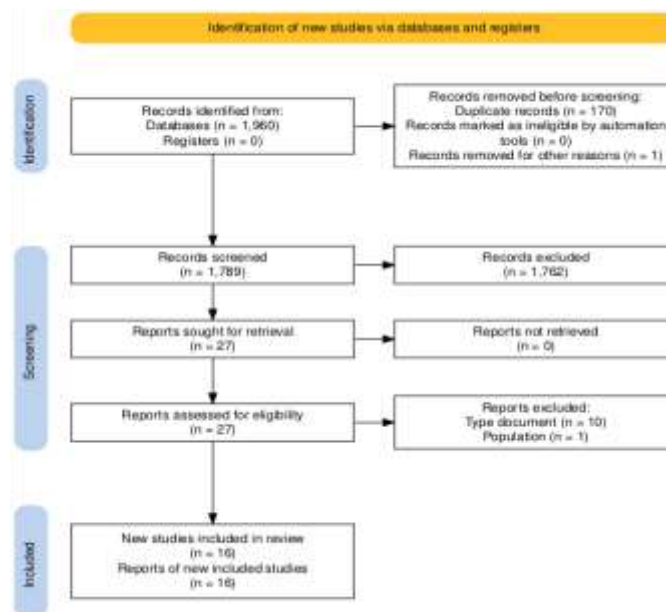 Identification of new studies via databases and registers
Identification
Records identified from:
Databases (n = 1,960)
Registers (n = 0)
Records removed before screening:
Duplicate records (n = 170)
Records marked as ineligible by automation
tools (n = 0)
Records removed for other reasons (n = 1)
Screening
Records screened
(n = 1,789)
Records excluded
(n = 1,762)
Reports sought for retrieval
(n = 27)
Reports not retrieved
(n = 0)
Reports assessed for eligibility
(n = 27)
Reports excluded:
Type document (n = 10)
Population (n = 1)
Included
New studies included in review
(n = 16)
Reports of new included studies
(n = 16)